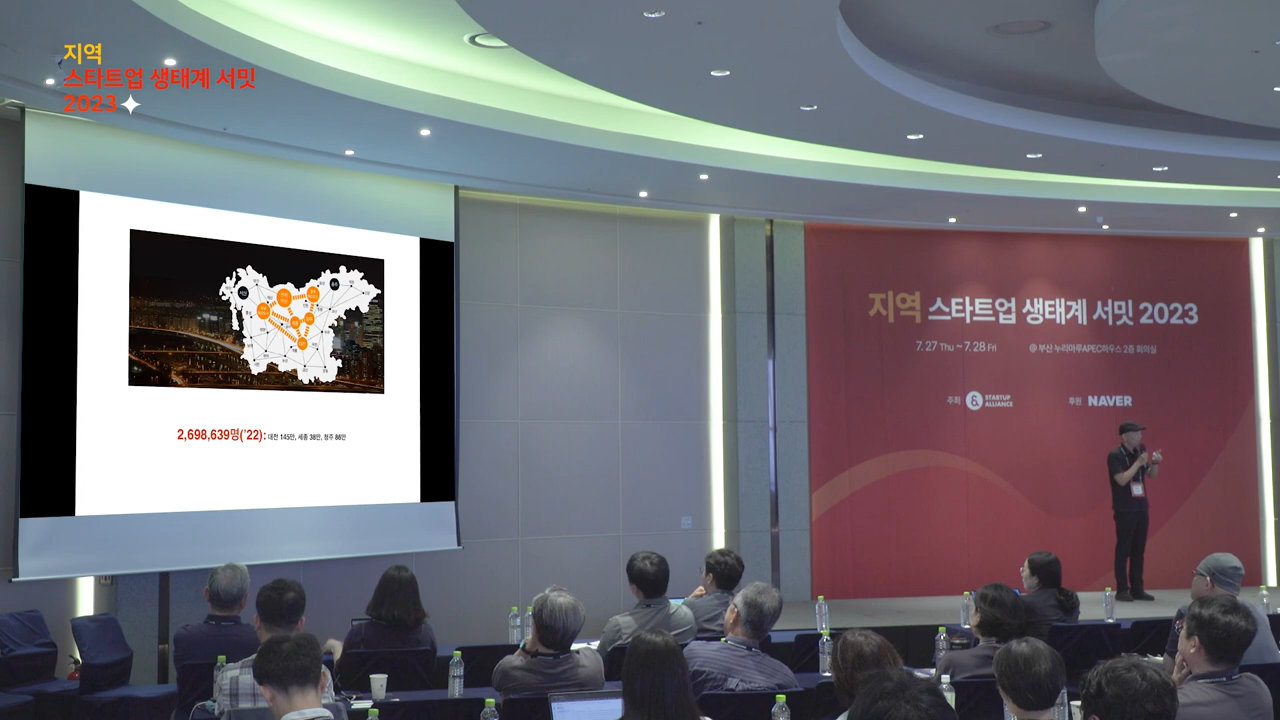 지역
스타트업 생태계 서밋
2023
2,698,639명('22): 대전 145만, 세종 38만, 청주 86만
지역 스타트업 생태계 서밋 2023
7.27 Thu ~ 7.28 Fri @ 부산 누리마루APEC하우스 2층 회의실
주최 & STARTUP ALLIANCE 후원 NAVER